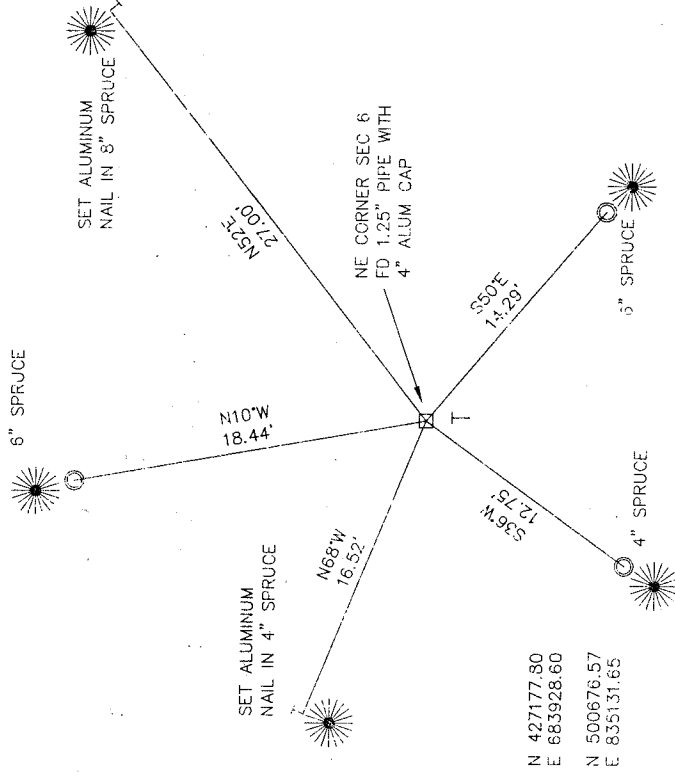 SET ALUMINUM
NAIL IN 8" SPRUCE
6" SPRUCE
N52°E
27.00'
N10°W
18.44'
NE CORNER SEC 6
FD 1.25" PIPE WITH
4" ALUM CAP
N68°W
16.52'
SET ALUMINUM
NAIL IN 4" SPRUCE
S50°E
14.29'
6" SPRUCE
S36°W
12.75'
4" SPRUCE
N 427177.80
E 683928.60
N 500676.57
E 835131.65